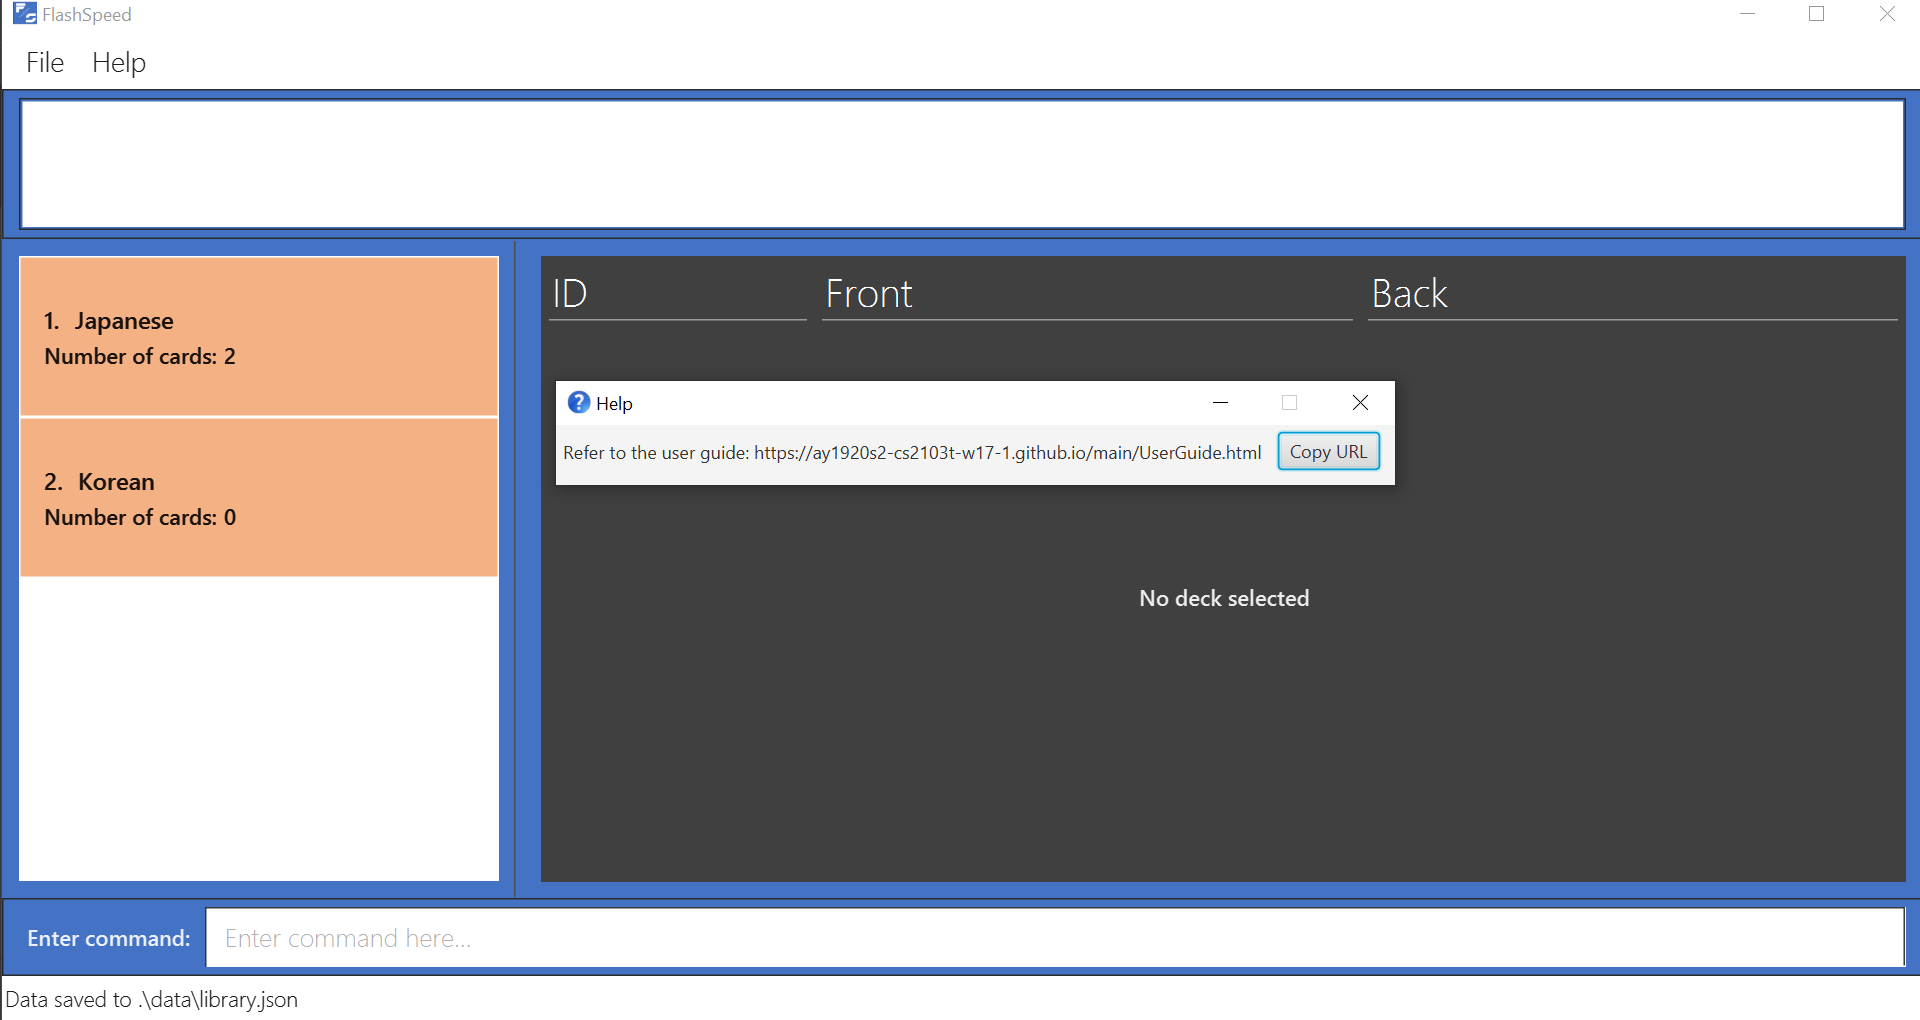 FlashSpeed
File Help
1. Japanese
Number of cards: 2
2. Korean
Number of cards: 0
ID Front Back
Help
Refer to the user guide: https://ay1920s2-cs2103t-w17-1.github.io/main/UserGuide.html Copy URL
No deck selected
Enter command: Enter command here...
Data saved to .\data\library.json